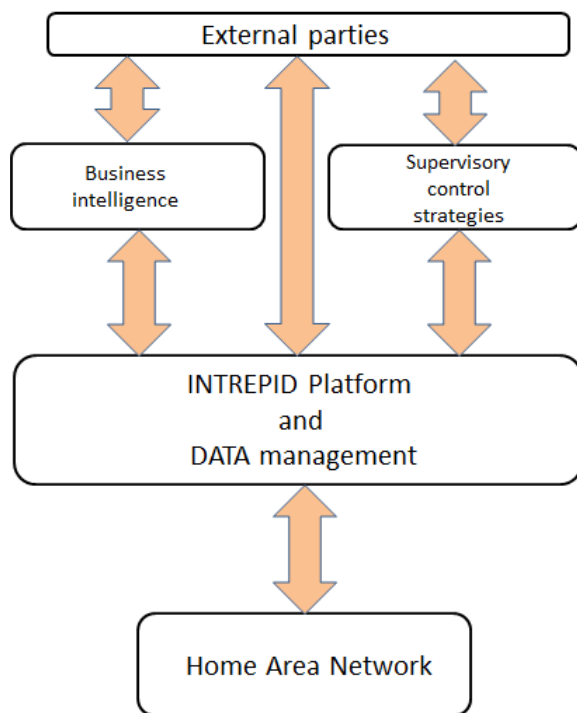 External parties
Business
intelligence
Supervisory
control
strategies
INTREPID Platform
and
DATA management
Home Area Network